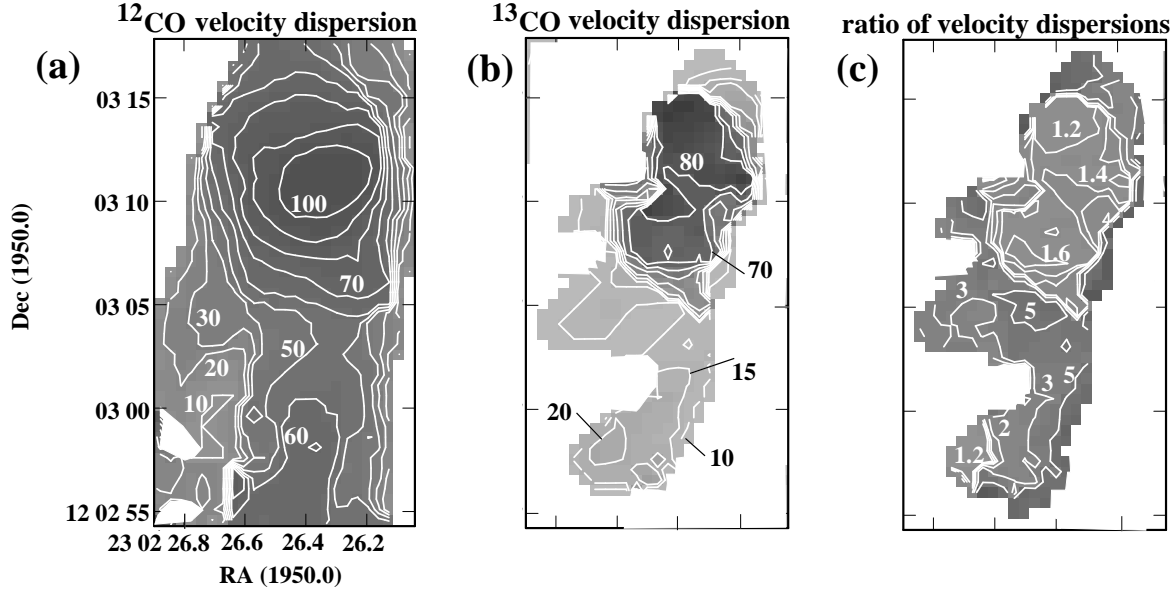 ¹²CO velocity dispersion
¹³CO velocity dispersion
ratio of velocity dispersions
(a)
(b)
(c)
03 15
03 10
03 05
03 00
12 02 55
Dec (1950.0)
23 02 26.8
26.6
26.4
26.2
RA (1950.0)
100
70
30
50
20
10
60
80
70
15
20
10
1.2
1.4
4
1.6
3
5
3
5
2
1.2